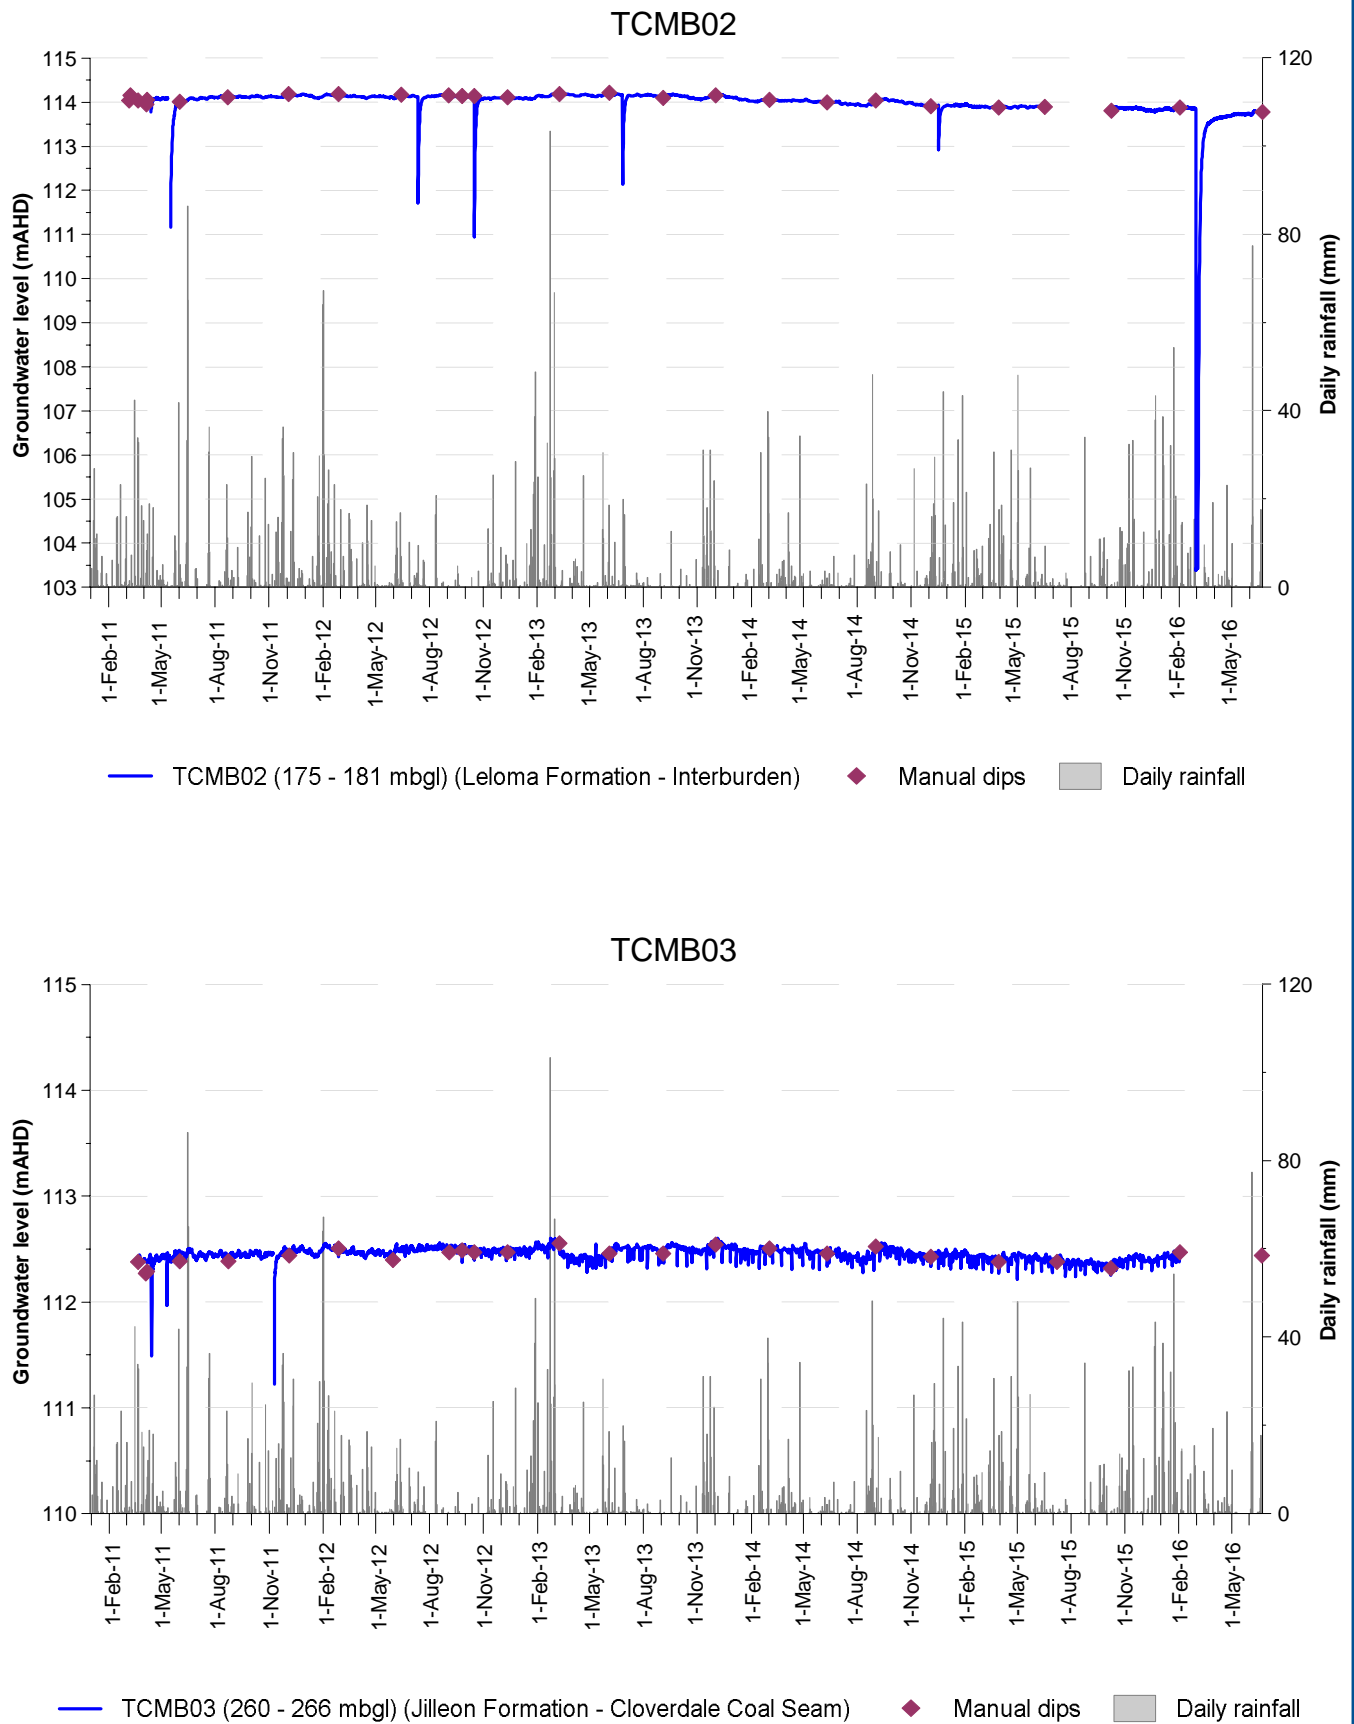 TCMB02
115
114
113
112
111
110
109
108
107
106
105
104
103
Groundwater level (mAHD)
120
80
40
0
Daily rainfall (mm)
1-Feb-11
1-May-11
1-Aug-11
1-Nov-11
1-Feb-12
1-May-12
1-Aug-12
1-Nov-12
1-Feb-13
1-May-13
1-Aug-13
1-Nov-13
1-Feb-14
1-May-14
1-Aug-14
1-Nov-14
1-Feb-15
1-May-15
1-Aug-15
1-Nov-15
1-Feb-16
1-May-16
TCMB02 (175 - 181 mbgl) (Leloma Formation - Interburden) Manual dips Daily rainfall
TCMB03
115
114
113
112
111
110
Groundwater level (mAHD)
120
80
40
0
Daily rainfall (mm)
1-Feb-11
1-May-11
1-Aug-11
1-Nov-11
1-Feb-12
1-May-12
1-Aug-12
1-Nov-12
1-Feb-13
1-May-13
1-Aug-13
1-Nov-13
1-Feb-14
1-May-14
1-Aug-14
1-Nov-14
1-Feb-15
1-May-15
1-Aug-15
1-Nov-15
1-Feb-16
1-May-16
TCMB03 (260 - 266 mbgl) (Jilleon Formation - Cloverdale Coal Seam) Manual dips Daily rainfall